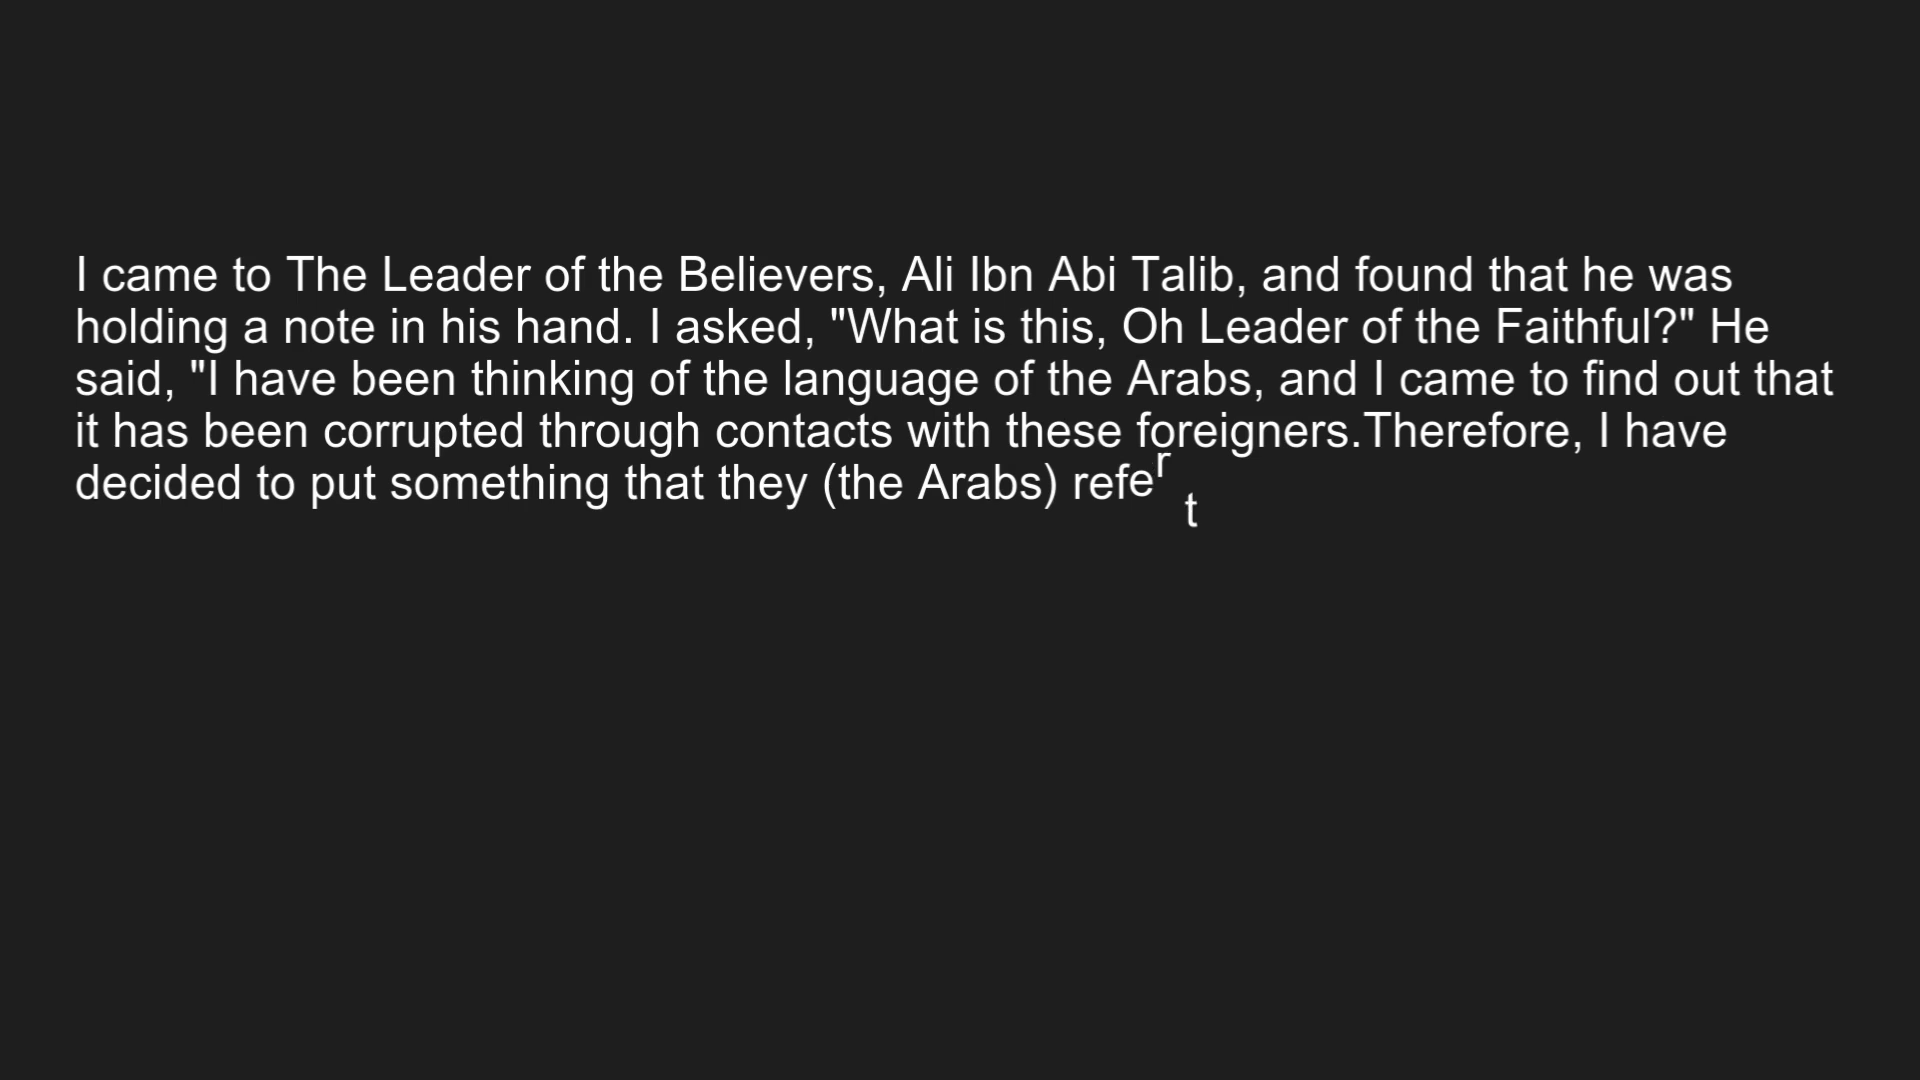 I came to The Leader of the Believers, Ali Ibn Abi Talib, and found that he was
holding a note in his hand. I asked, "What is this, Oh Leader of the Faithful?" He
said, "I have been thinking of the language of the Arabs, and I came to find out that
it has been corrupted through contacts with these foreigners.Therefore, I have
decided to put something that they (the Arabs) refer t